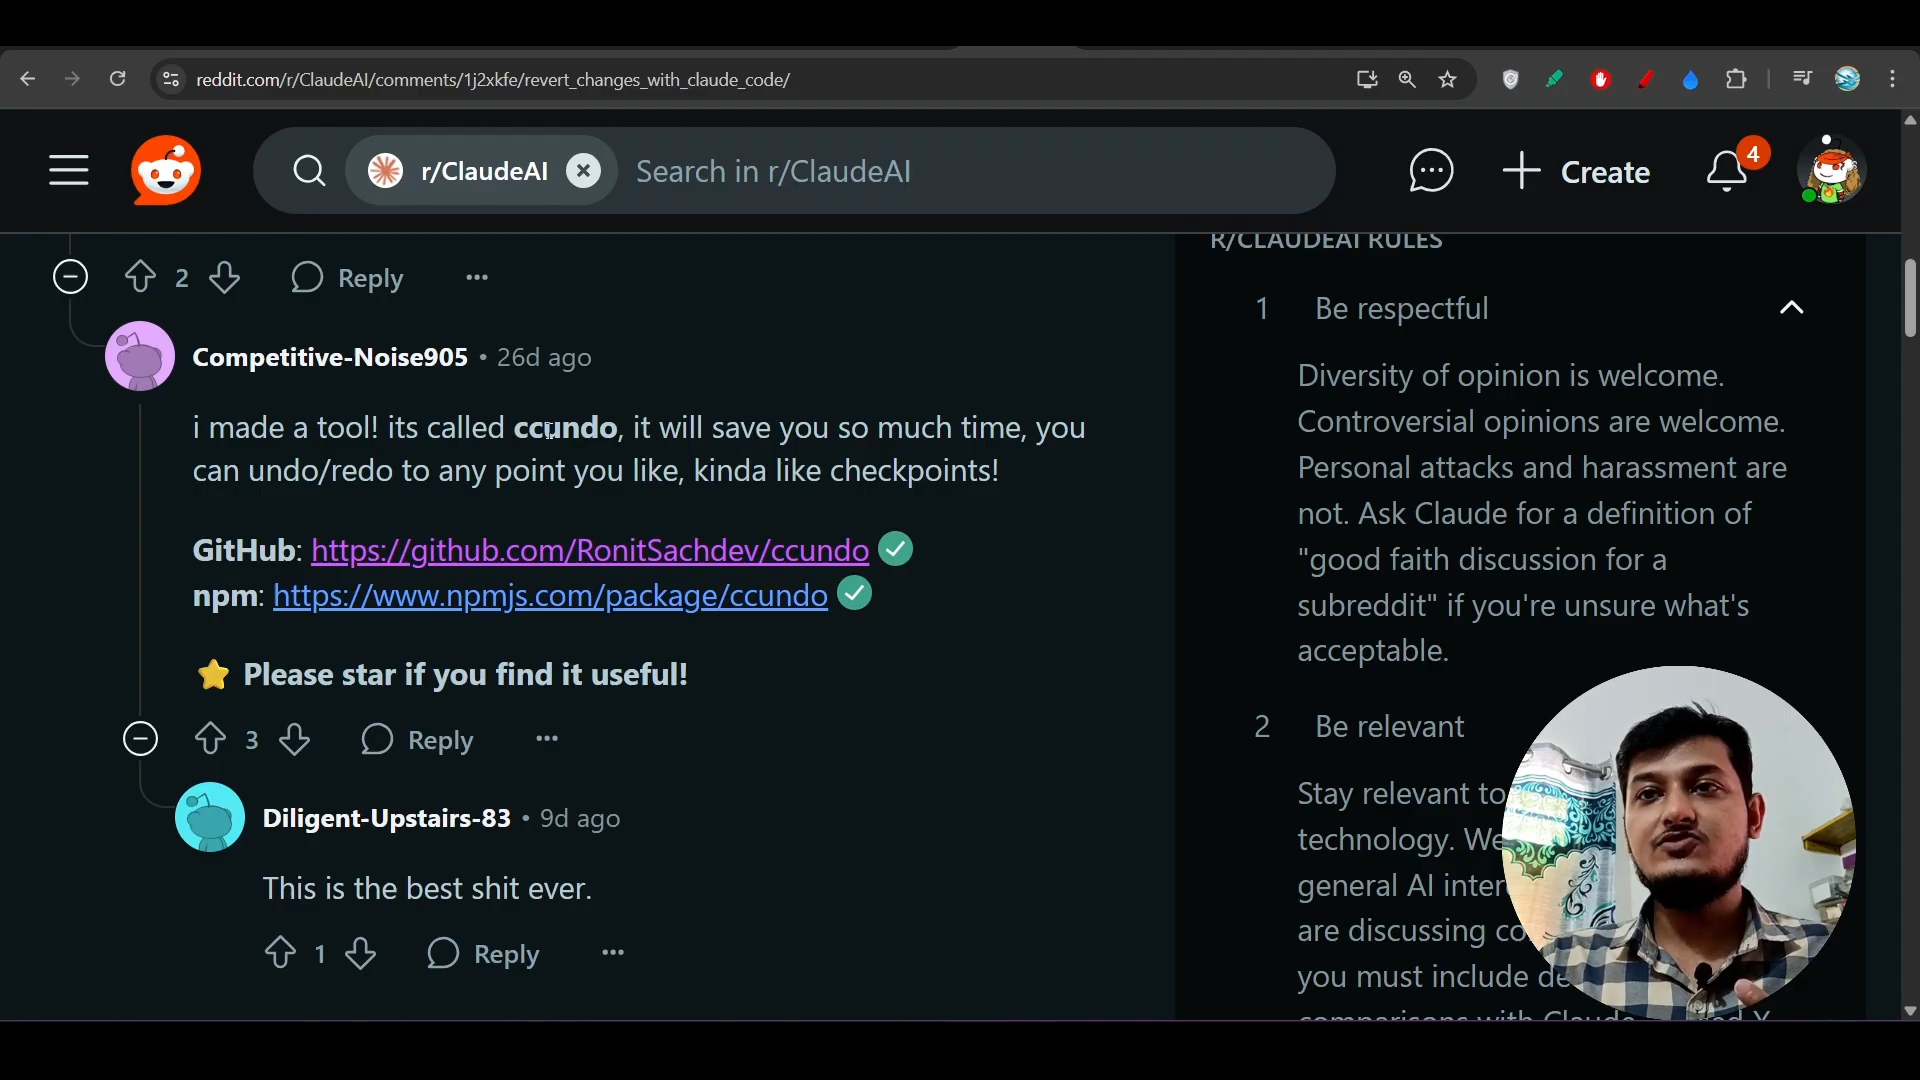 reddit.com/r/ClaudeAI/comments/1j2xkfe/revert_changes_with_claude_code/
r/ClaudeAI
Search in r/ClaudeAI
Create
4
2
Reply
Competitive-Noise905 • 26d ago
i made a tool! its called ccundo, it will save you so much time, you
can undo/redo to any point you like, kinda like checkpoints!
GitHub: https://github.com/RonitSachdev/ccundo
npm: https://www.npmjs.com/package/ccundo
⭐ Please star if you find it useful!
3
Reply
Diligent-Upstairs-83 • 9d ago
This is the best shit ever.
1
Reply
R/CLAUDEAI RULES
1 Be respectful
Diversity of opinion is welcome.
Controversial opinions are welcome.
Personal attacks and harassment are
not. Ask Claude for a definition of
"good faith discussion for a
subreddit" if you're unsure what's
acceptable.
2 Be relevant
Stay relevant to
technology. We
general AI inter
are discussing co
you must include de
comparisons with Claude